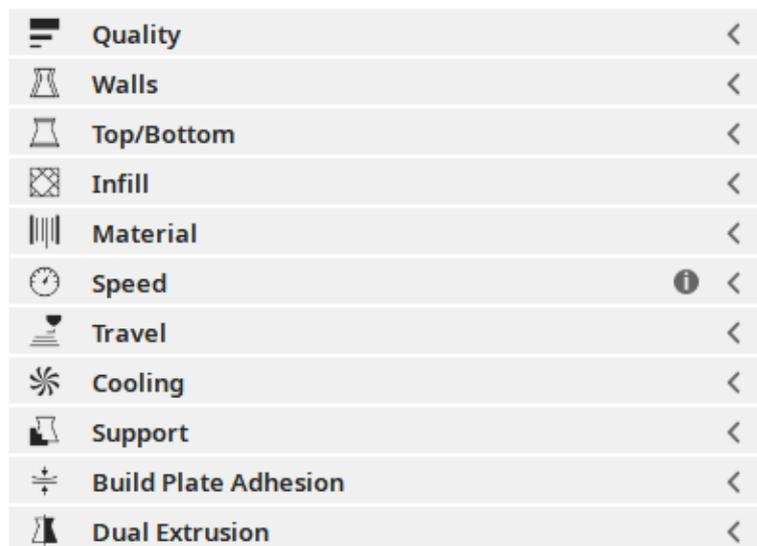 Quality
Walls
Top/Bottom
Infill
Material
Speed
Travel
Cooling
Support
Build Plate Adhesion
Dual Extrusion